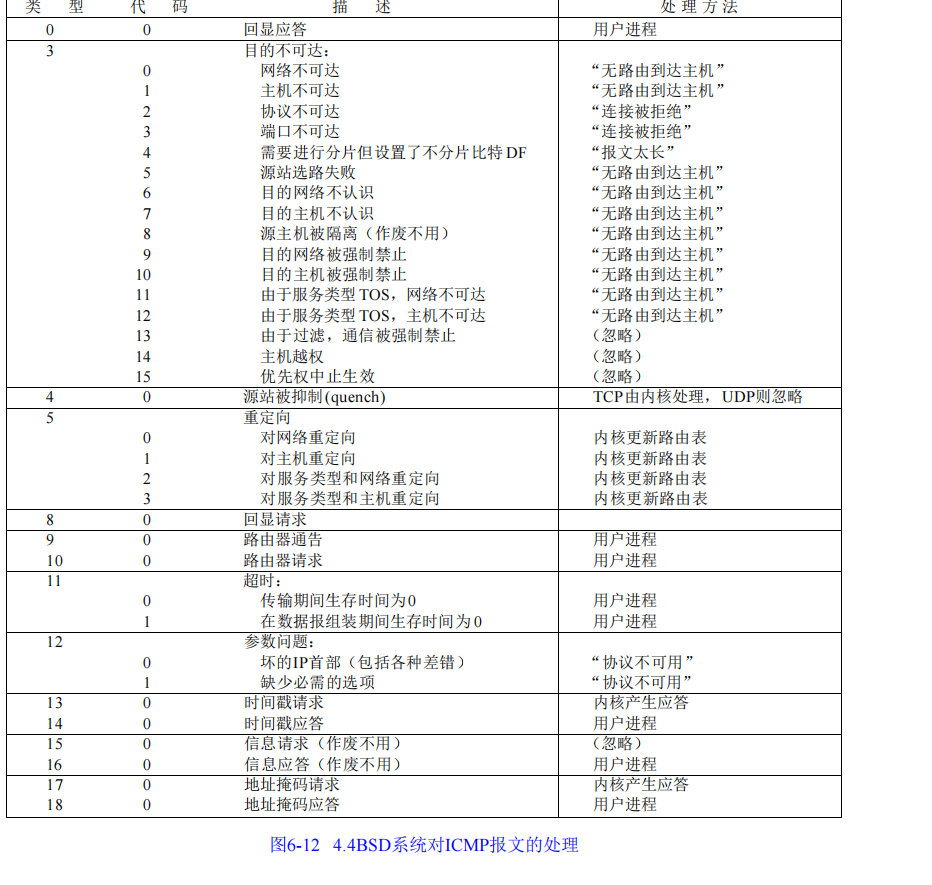 类 型 代 码 描 述 处理方法
0 0 回显应答 用户进程
3 目的不可达：
0 网络不可达 “无路由到达主机”
1 主机不可达 “无路由到达主机”
2 协议不可达 “连接被拒绝”
3 端口不可达 “连接被拒绝”
4 需要进行分片但设置了不分片比特DF “报文太长”
5 源站选路失败 “无路由到达主机”
6 目的网络不认识 “无路由到达主机”
7 目的主机不认识 “无路由到达主机”
8 源主机被隔离（作废不用） “无路由到达主机”
9 目的网络被强制禁止 “无路由到达主机”
10 目的主机被强制禁止 “无路由到达主机”
11 由于服务类型TOS，网络不可达 “无路由到达主机”
12 由于服务类型TOS，主机不可达 “无路由到达主机”
13 由于过滤，通信被强制禁止 （忽略）
14 主机越权 （忽略）
15 优先权中止生效 （忽略）
4 0 源站被抑制(quench) TCP由内核处理，UDP则忽略
5 重定向
0 对网络重定向 内核更新路由表
1 对主机重定向 内核更新路由表
2 对服务类型和网络重定向 内核更新路由表
3 对服务类型和主机重定向 内核更新路由表
8 0 回显请求
9 0 路由器通告 用户进程
10 0 路由器请求 用户进程
11 超时：
0 传输期间生存时间为0 用户进程
1 在数据报组装期间生存时间为0 用户进程
12 参数问题：
0 坏的IP首部（包括各种差错） “协议不可用”
1 缺少必需的选项 “协议不可用”
13 0 时间戳请求 内核产生应答
14 0 时间戳应答 用户进程
15 0 信息请求（作废不用） （忽略）
16 0 信息应答（作废不用） 用户进程
17 0 地址掩码请求 内核产生应答
18 0 地址掩码应答 用户进程
图6-12 4.4BSD系统对ICMP报文的处理